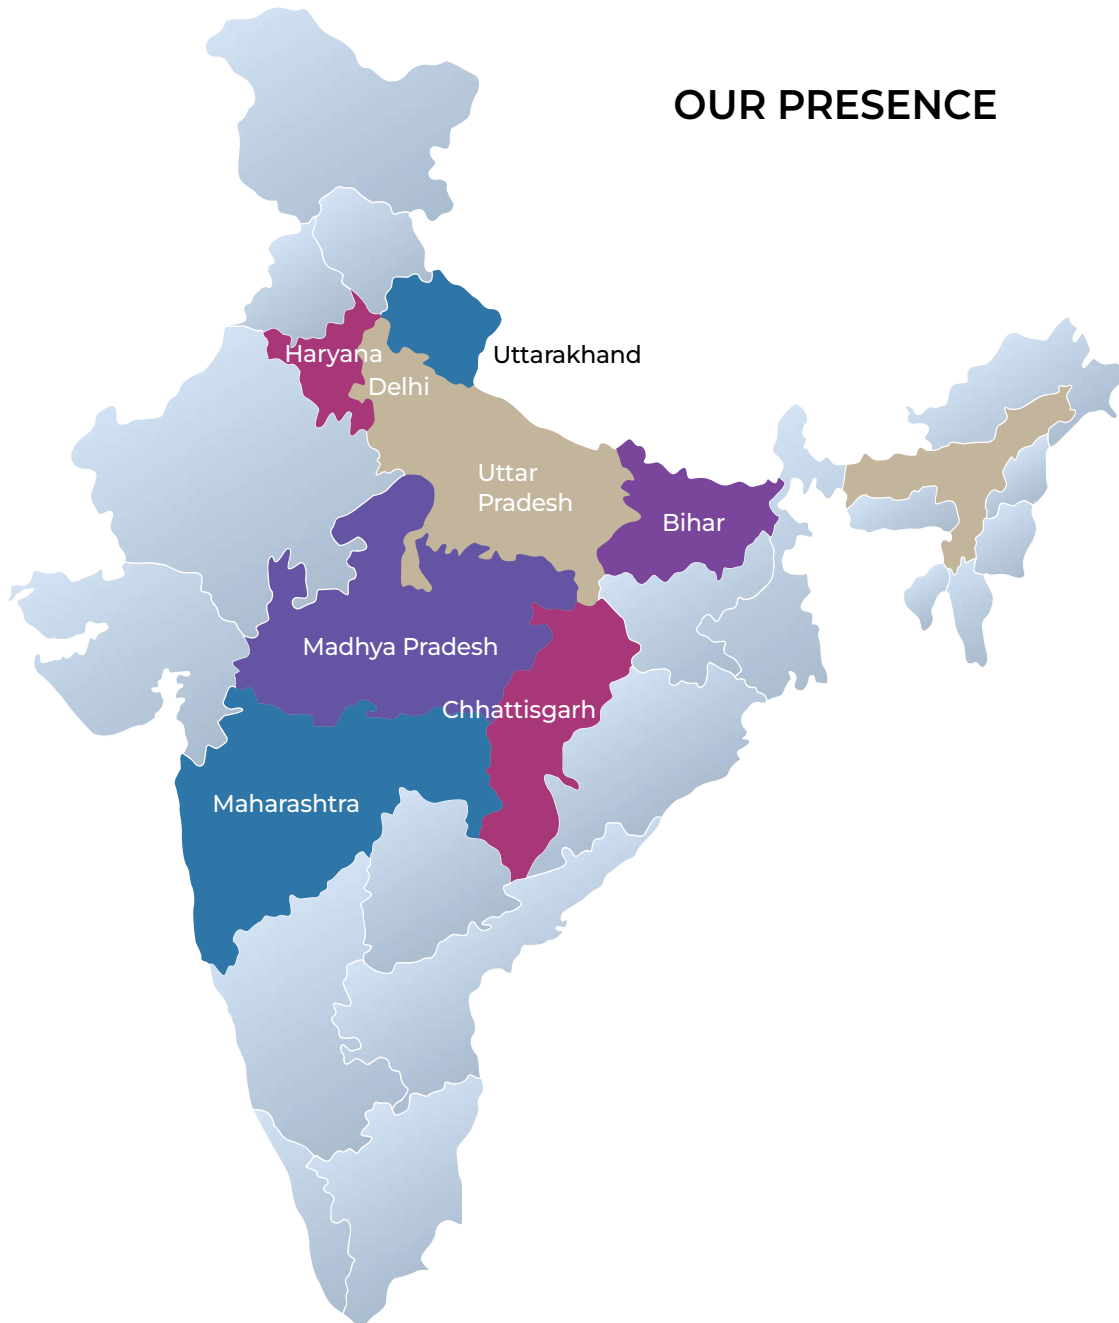 OUR PRESENCE
Haryana
Uttarakhand
Delhi
Uttar
Pradesh
Bihar
Madhya Pradesh
Chhattisgarh
Maharashtra